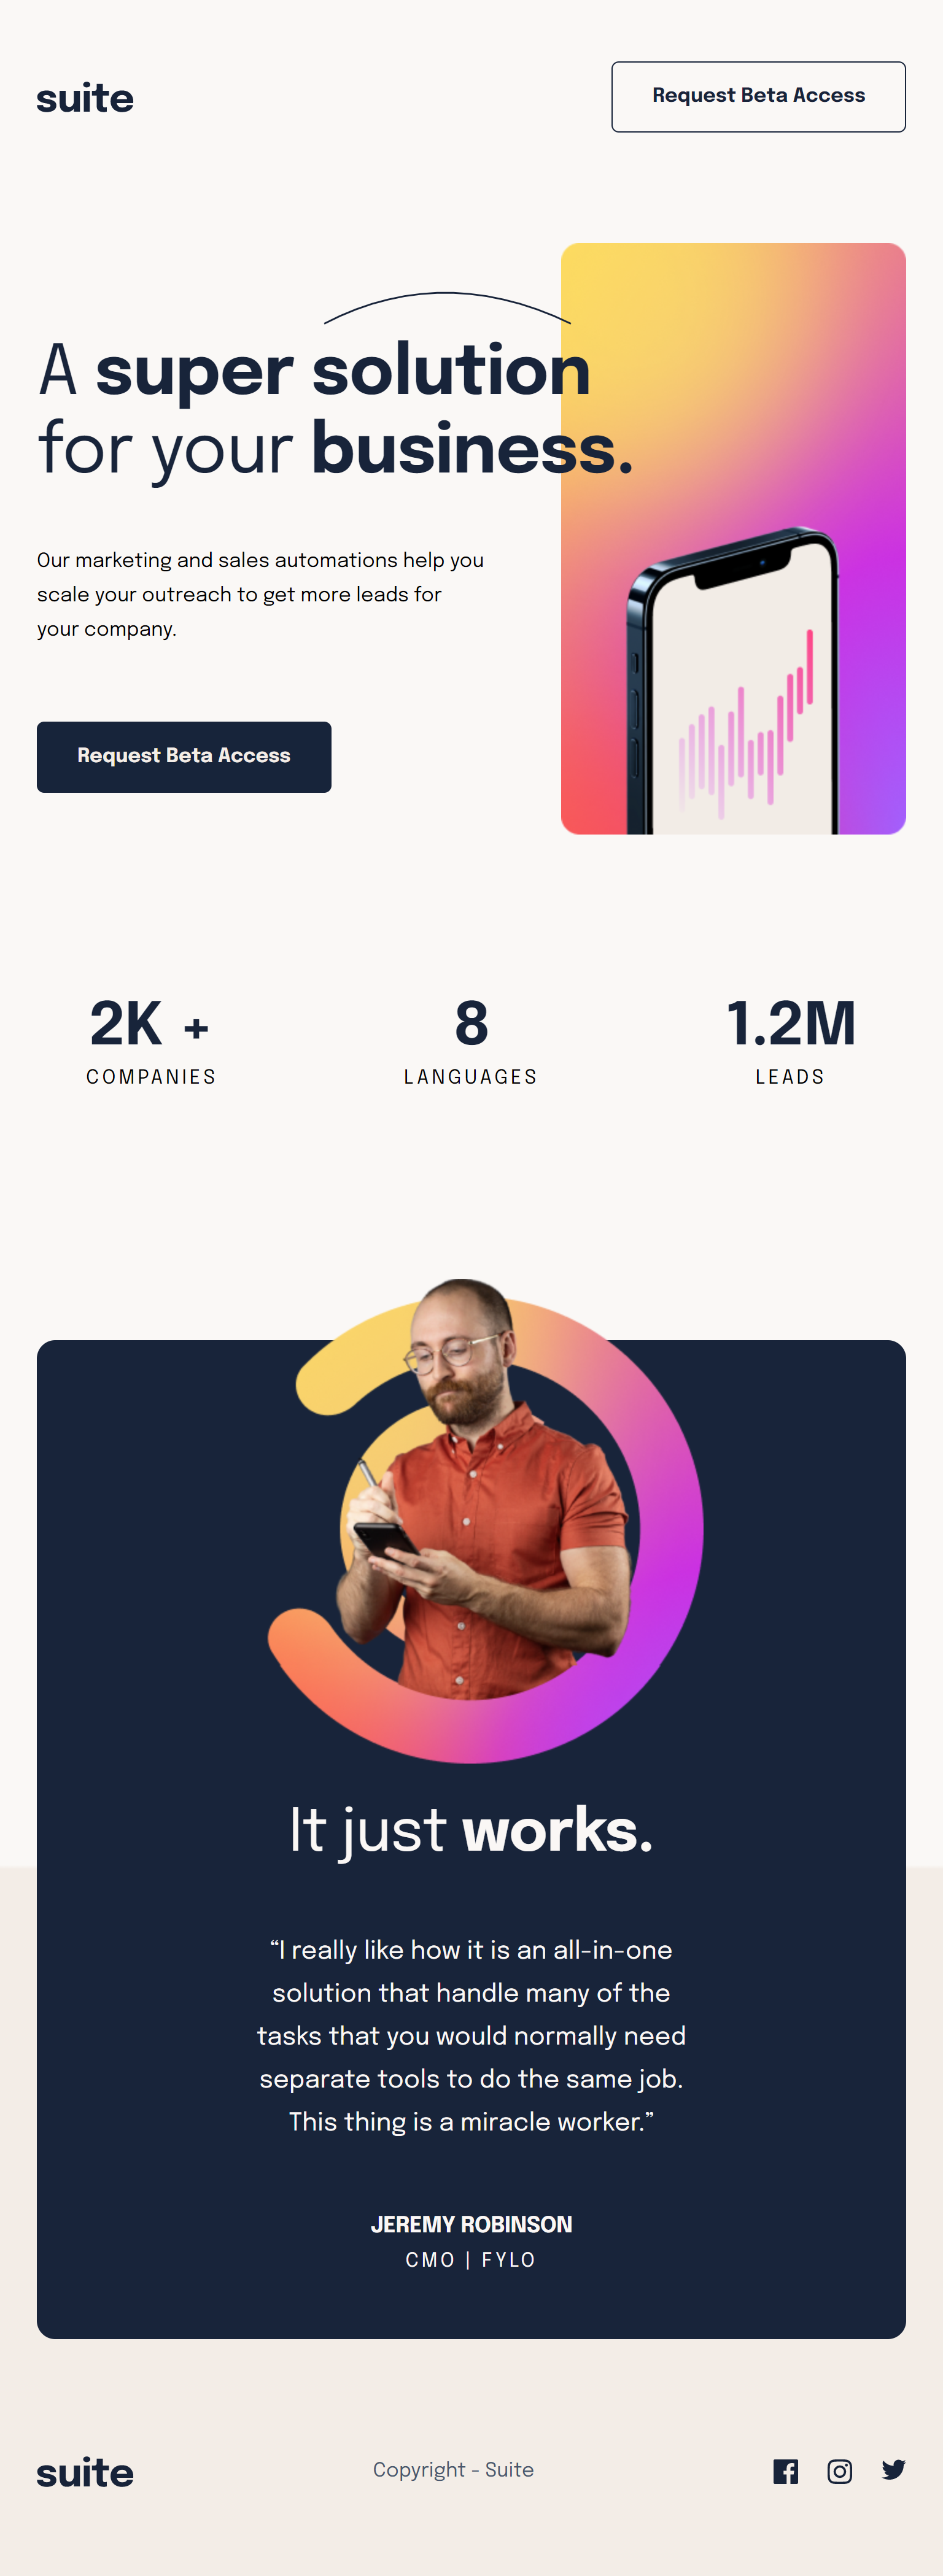 suite
Request Beta Access
A super solution
for your business.
Our marketing and sales automations help you
scale your outreach to get more leads for
your company.
Request Beta Access
2K +
COMPANIES
8
LANGUAGES
1.2M
LEADS
It just works.
“I really like how it is an all-in-one
solution that handle many of the
tasks that you would normally need
separate tools to do the same job.
This thing is a miracle worker.”
JEREMY ROBINSON
CMO | FYLO
suite
Copyright - Suite